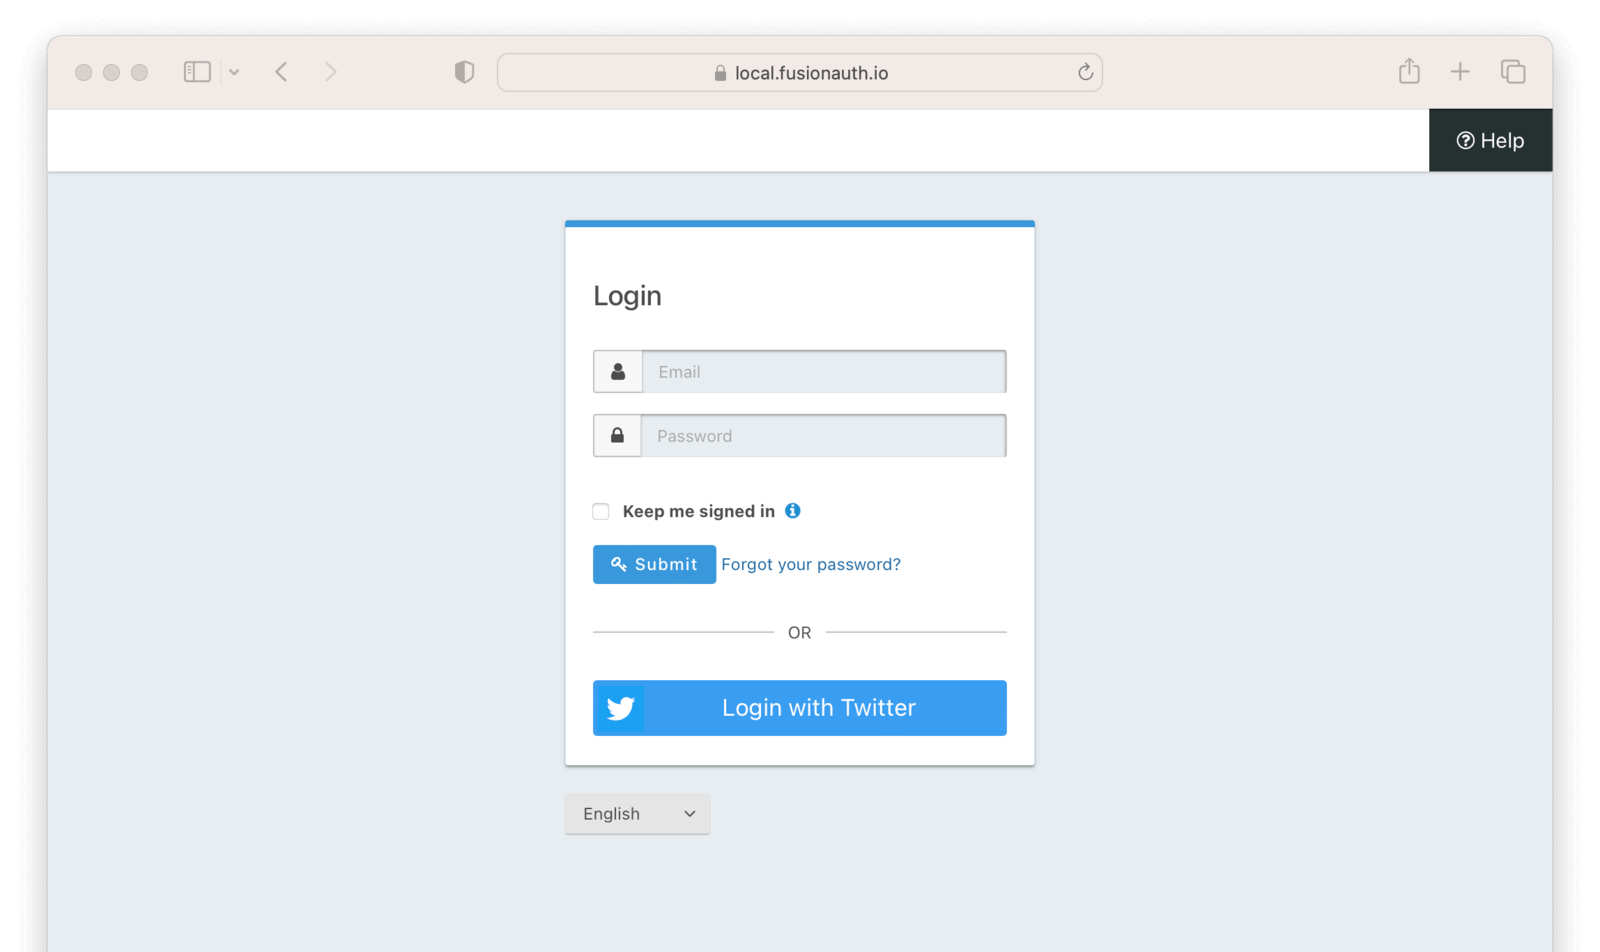 local.fusionauth.io
Help
Login
Email
Password
Keep me signed in
Submit Forgot your password?
OR
Login with Twitter
English